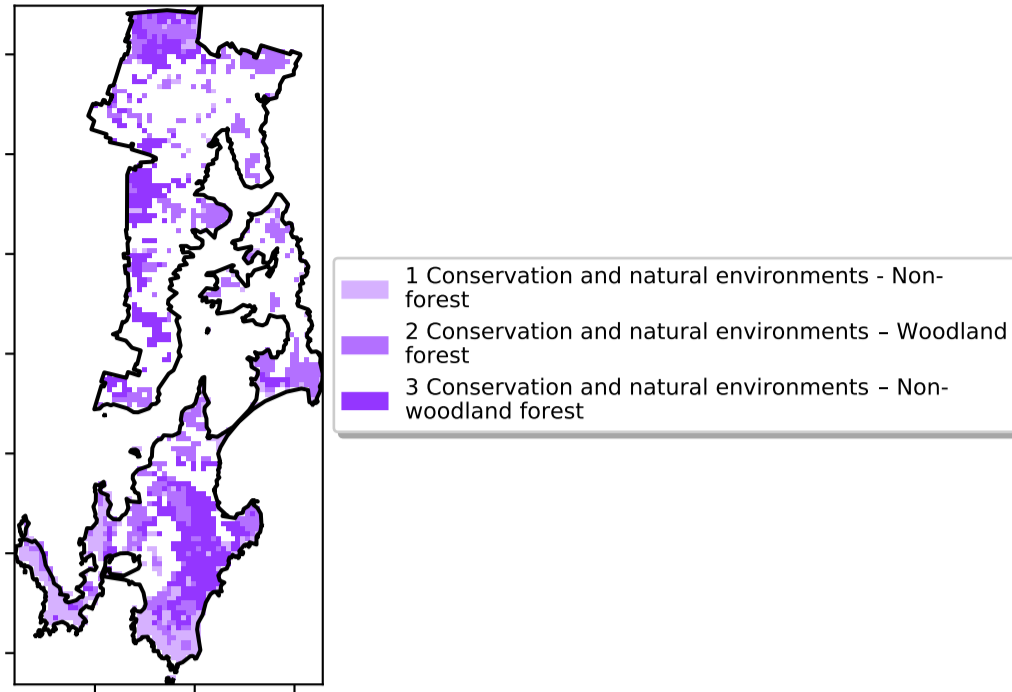 1 Conservation and natural environments - Non-
forest
2 Conservation and natural environments – Woodland
forest
3 Conservation and natural environments – Non-
woodland forest